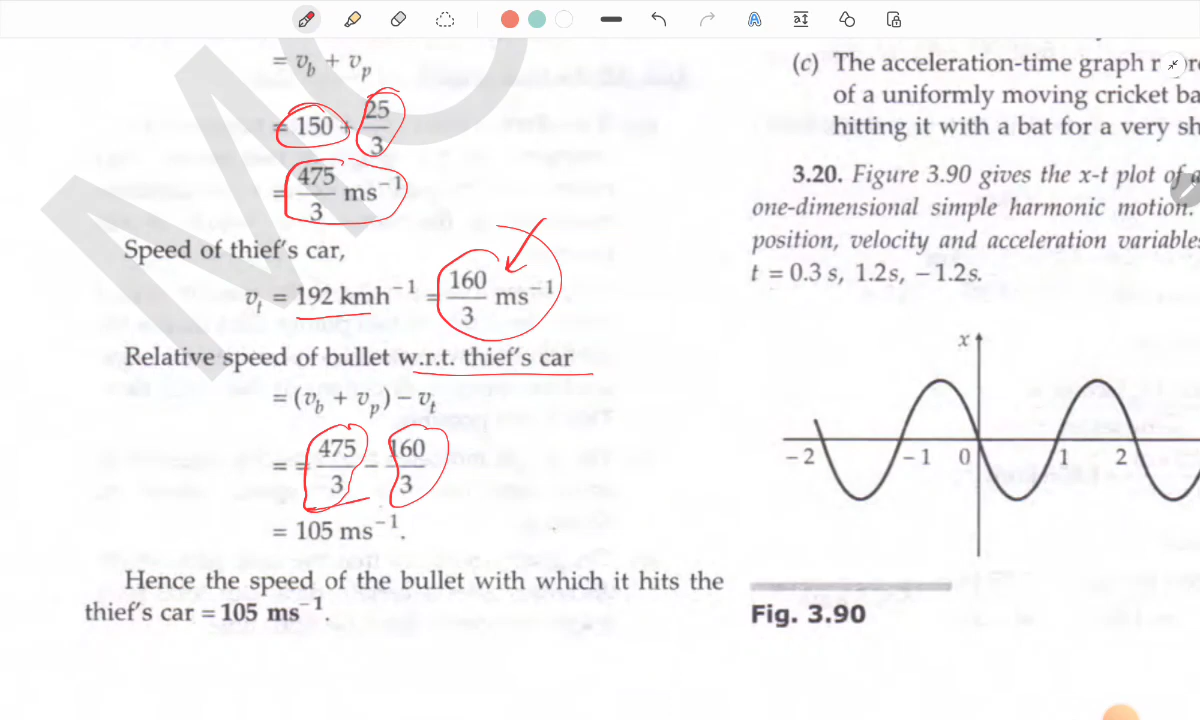 = v_b + v_p
= 150 + 25/3
= 475/3 ms^-1
Speed of thief's car,
v_t = 192 kmh^-1 = 160/3 ms^-1
Relative speed of bullet w.r.t. thief's car
= (v_b + v_p) − v_t
= = 475/3 − 160/3
= 105 ms^-1.
Hence the speed of the bullet with which it hits the
thief's car = 105 ms^-1.
(c) The acceleration-time graph
of a uniformly moving cricket
hitting it with a bat for a very
3.20. Figure 3.90 gives the x-t plot of
one-dimensional simple harmonic motion.
position, velocity and acceleration variables
t = 0.3 s, 1.2s, −1.2s.
x
−2 −1 0 1 2
Fig. 3.90